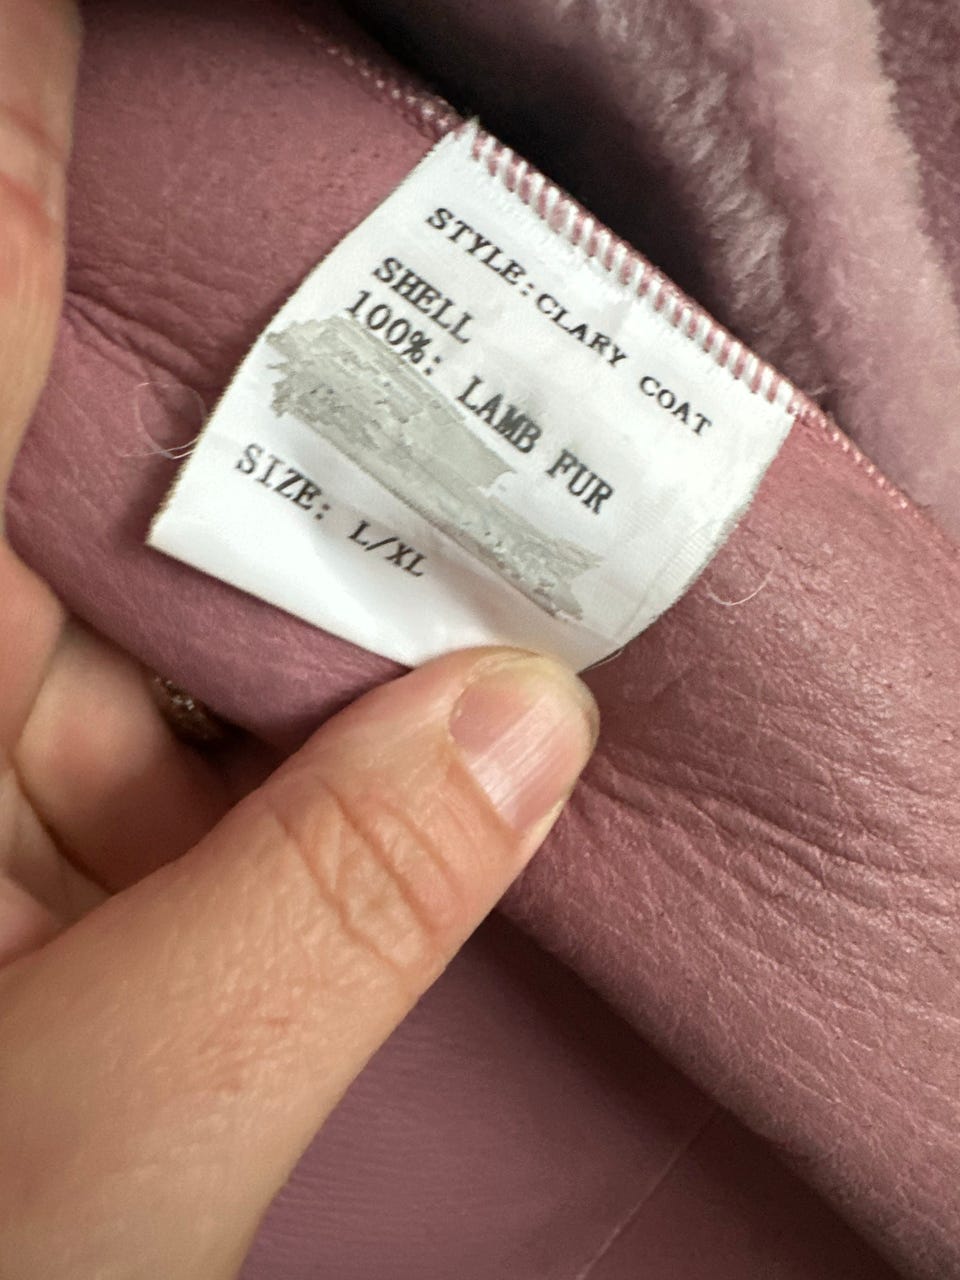 STYLE:CLARY COAT
SHELL
100%: LAMB FUR
SIZE: L/XL